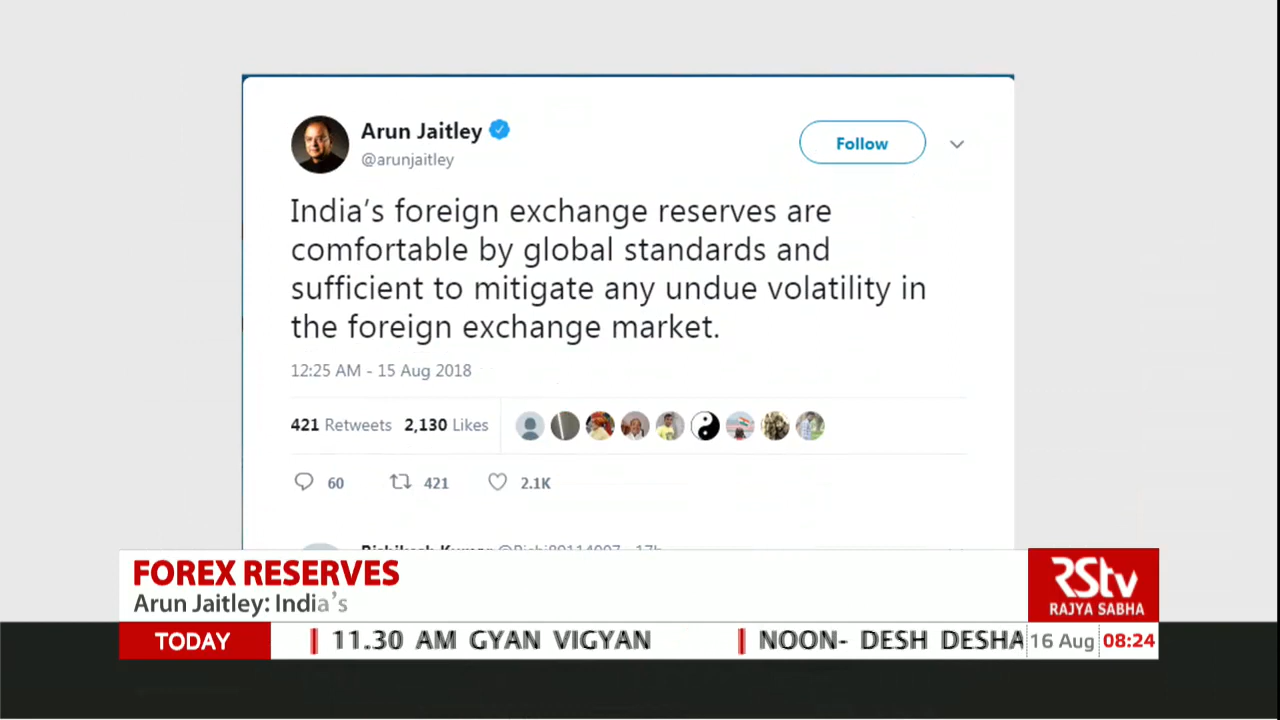 Arun Jaitley
@arunjaitley
Follow
India's foreign exchange reserves are
comfortable by global standards and
sufficient to mitigate any undue volatility in
the foreign exchange market.
12:25 AM - 15 Aug 2018
421 Retweets 2,130 Likes
60 421 2.1K
FOREX RESERVES
Arun Jaitley: India's
RStv
RAJYA SABHA
TODAY 11.30 AM GYAN VIGYAN NOON- DESH DESHA 16 Aug 08:24